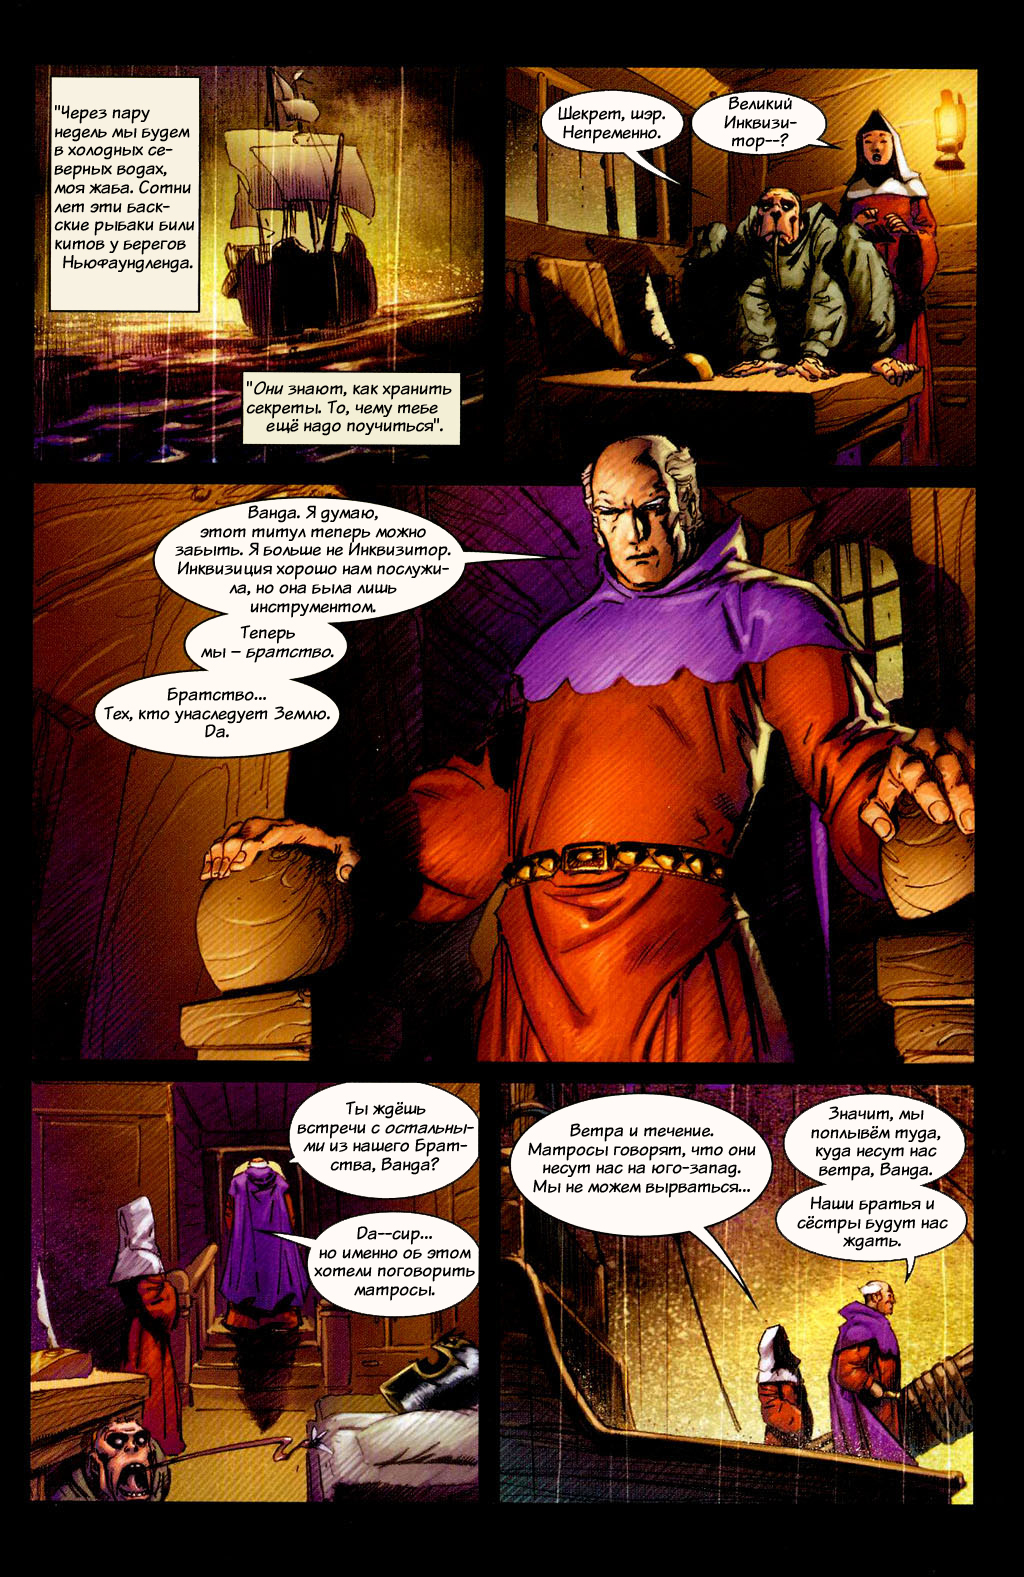 "Через пару
недель мы будем
в холодных се-
верных водах,
моя жаба. Сотни
лет эти баск-
ские рыбаки били
китов у берегов
Ньюфаундленда.
"Они знают, как хранить
секреты. То, чему тебе
ещё надо поучиться".
Шекрет, шэр.
Непременно.
Великий
Инквизи-
тор--?
Ванда. Я думаю,
этот титул теперь можно
забыть. Я больше не Инквизитор.
Инквизиция хорошо нам послужи-
ла, но она была лишь
инструментом.
Теперь
мы – братство.
Братство...
Тех, кто унаследует Землю.
Да.
Ты ждёшь
встречи с остальны-
ми из нашего Брат-
ства, Ванда?
Да--сир...
но именно об этом
хотели поговорить
матросы.
Ветра и течение.
Матросы говорят, что они
несут нас на юго-запад.
Мы не можем вырваться...
Значит, мы
поплывём туда,
куда несут нас
ветра, Ванда.
Наши братья и
сёстры будут нас
ждать.